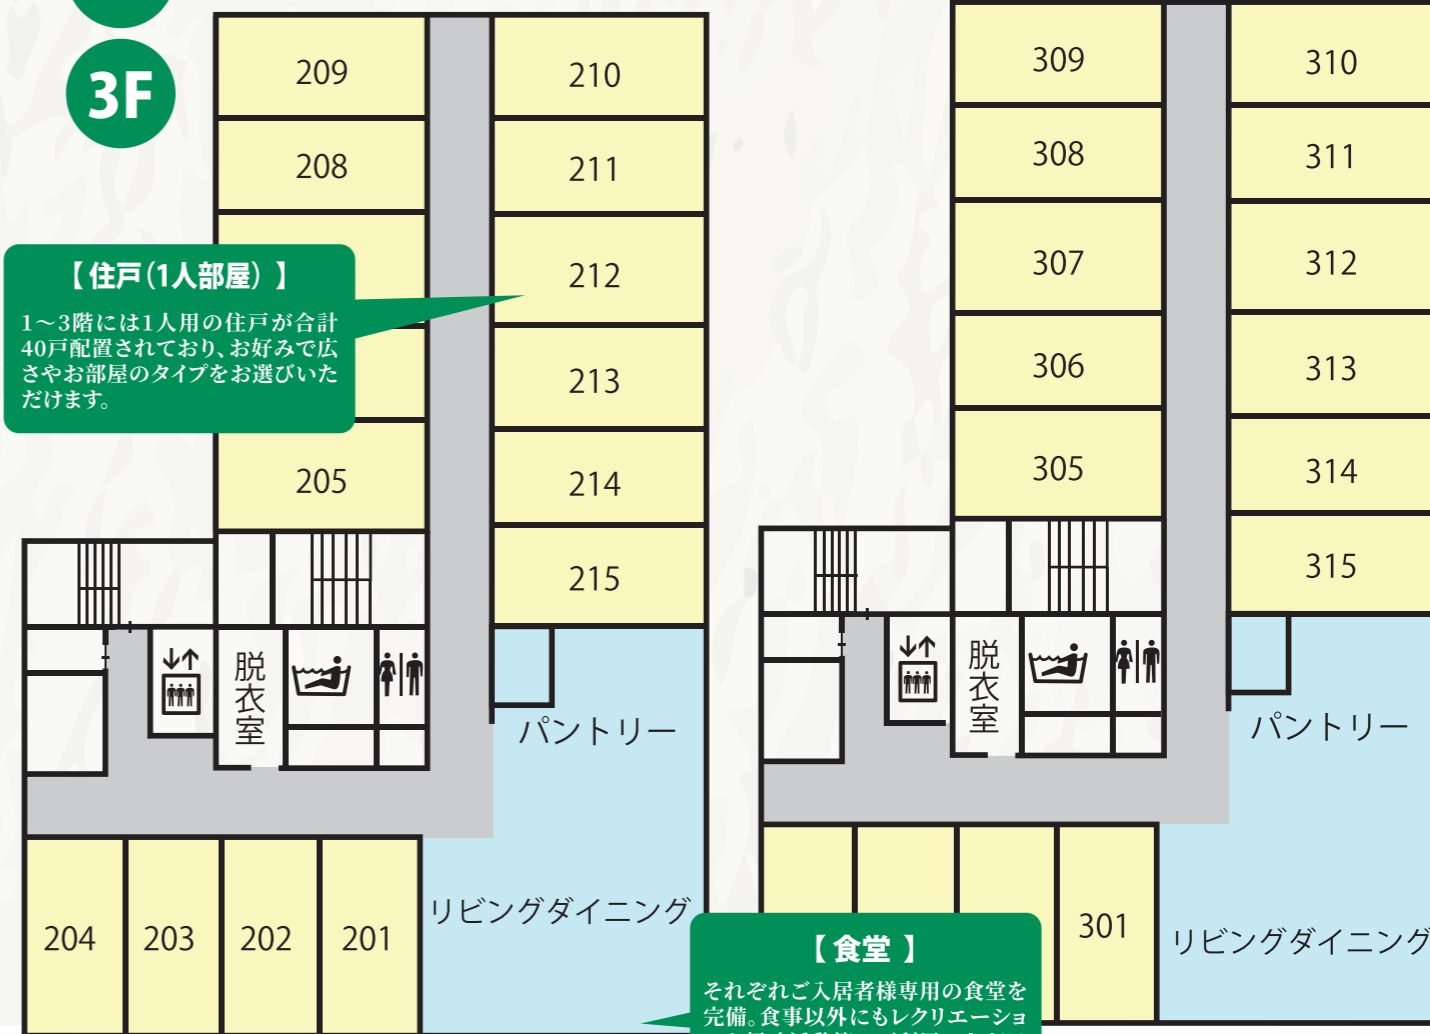 3F
209
210
208
211
212
213
205
214
215
【 住戸（1人部屋） 】
1～3階には1人用の住戸が合計
40戸配置されており、お好みで広
さやお部屋のタイプをお選びいた
だけます。
脱衣室
パントリー
リビングダイニング
204
203
202
201
309
310
308
311
307
312
306
313
305
314
315
脱衣室
パントリー
301
リビングダイニング
【 食堂 】
それぞれご入居者様専用の食堂を
完備。食事以外にもレクリエーショ